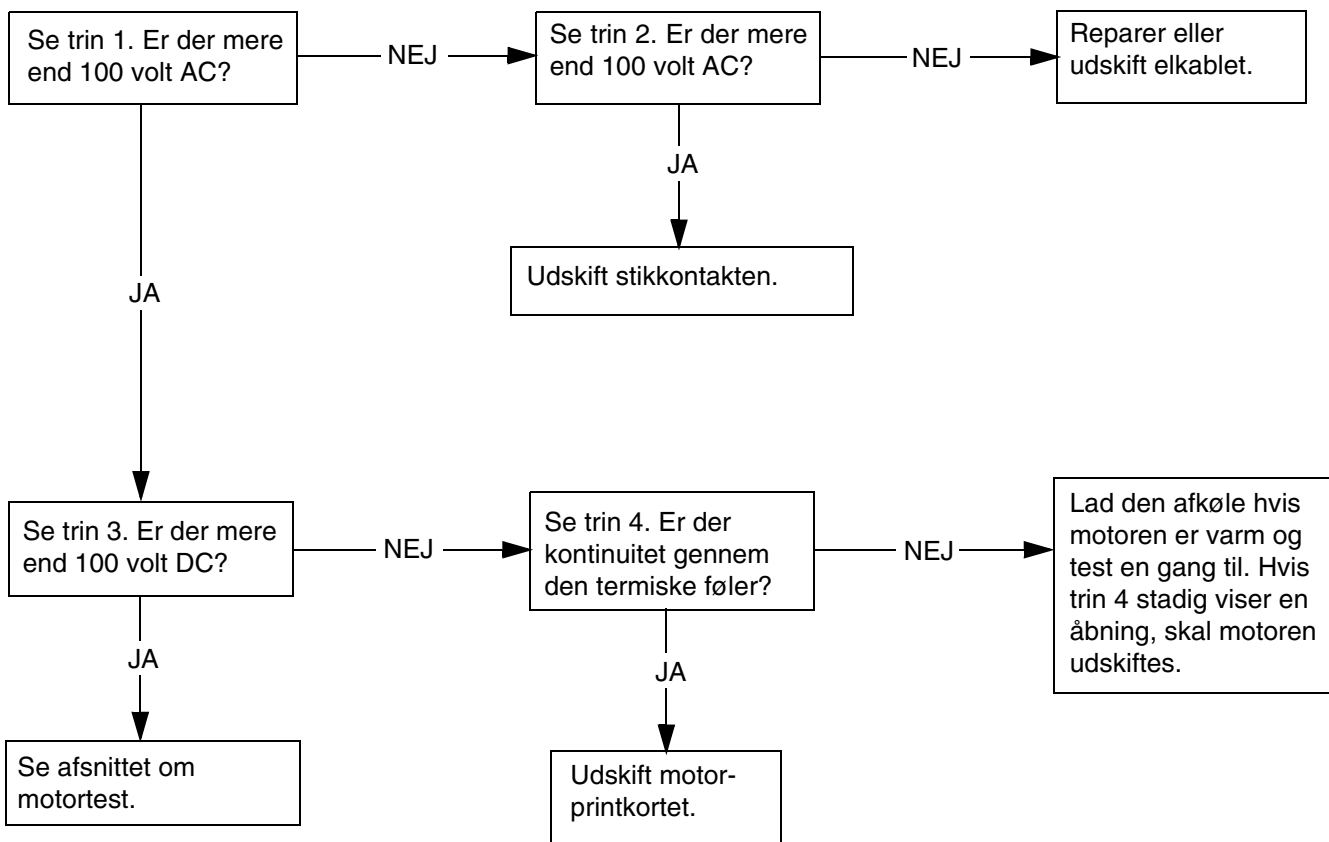 Se trin 1. Er der mere
end 100 volt AC?
NEJ
Se trin 2. Er der mere
end 100 volt AC?
NEJ
Reparer eller
udskift elkablet.
JA
Udskift stikkontakten.
JA
Se trin 3. Er der mere
end 100 volt DC?
NEJ
Se trin 4. Er der
kontinuitet gennem
den termiske føler?
NEJ
Lad den afkøle hvis
motoren er varm og
test en gang til. Hvis
trin 4 stadig viser en
åbning, skal motoren
udskiftes.
JA
Se afsnittet om
motortest.
JA
Udskift motor-
printkortet.